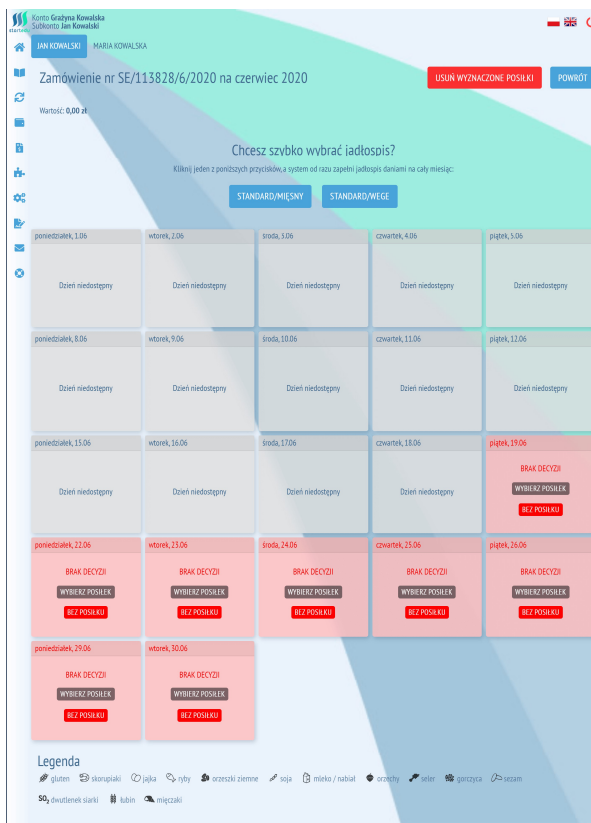 Konto Grażyna Kowalska
Subkonto Jan Kowalski
JAN KOWALSKI MARIA KOWALSKA
Zamówienie nr SE/113828/6/2020 na czerwiec 2020
USUŃ WYZNACZONE POSIŁKI POWRÓT
Wartość: 0,00 zł
Chcesz szybko wybrać jadłospis?
Kliknij jeden z poniższych przycisków, a system od razu zapełni jadłospis daniami na cały miesiąc:
STANDARD/MIĘSNY STANDARD/WEGE
poniedziałek, 1.06 wtorek, 2.06 środa, 3.06 czwartek, 4.06 piątek, 5.06
Dzień niedostępny Dzień niedostępny Dzień niedostępny Dzień niedostępny Dzień niedostępny
poniedziałek, 8.06 wtorek, 9.06 środa, 10.06 czwartek, 11.06 piątek, 12.06
Dzień niedostępny Dzień niedostępny Dzień niedostępny Dzień niedostępny Dzień niedostępny
poniedziałek, 15.06 wtorek, 16.06 środa, 17.06 czwartek, 18.06 piątek, 19.06
Dzień niedostępny Dzień niedostępny Dzień niedostępny Dzień niedostępny BRAK DECYZJI
WYBIERZ POSIŁEK
BEZ POSIŁKU
poniedziałek, 22.06 wtorek, 23.06 środa, 24.06 czwartek, 25.06 piątek, 26.06
BRAK DECYZJI BRAK DECYZJI BRAK DECYZJI BRAK DECYZJI BRAK DECYZJI
WYBIERZ POSIŁEK WYBIERZ POSIŁEK WYBIERZ POSIŁEK WYBIERZ POSIŁEK WYBIERZ POSIŁEK
BEZ POSIŁKU BEZ POSIŁKU BEZ POSIŁKU BEZ POSIŁKU BEZ POSIŁKU
poniedziałek, 29.06 wtorek, 30.06
BRAK DECYZJI BRAK DECYZJI
WYBIERZ POSIŁEK WYBIERZ POSIŁEK
BEZ POSIŁKU BEZ POSIŁKU
Legenda
gluten skorupiaki jajka ryby orzeszki ziemne soja mleko / nabiał orzechy seler gorczyca sezam
SO₂ dwutlenek siarki łubin mięczaki